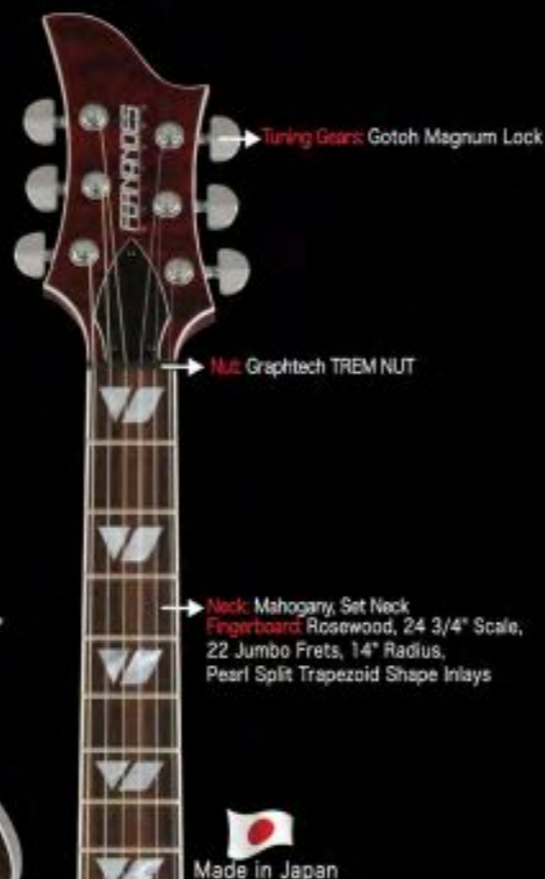 FERNANDES
Tuning Gears: Gotoh Magnum Lock
Nut: Graphtech TREM NUT
Neck: Mahogany, Set Neck
Fingerboard: Rosewood, 24 3/4" Scale,
22 Jumbo Frets, 14" Radius,
Pearl Split Trapezoid Shape Inlays
Made in Japan